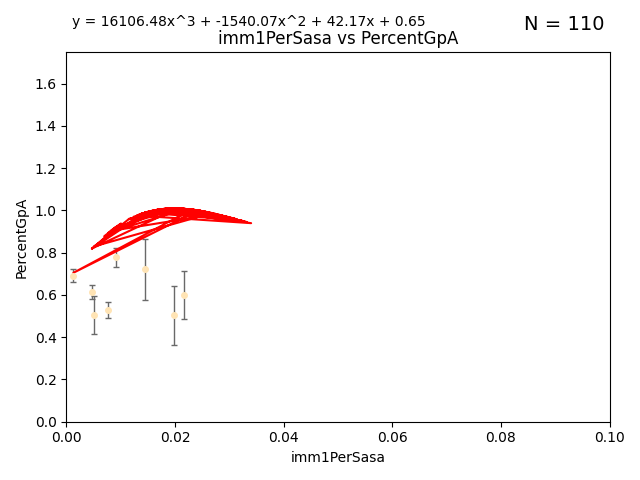 y = 16106.48x^3 + -1540.07x^2 + 42.17x + 0.65
N = 110
imm1PerSasa vs PercentGpA
PercentGpA
1.6
1.4
1.2
1.0
0.8
0.6
0.4
0.2
0.0
0.00 0.02 0.04 0.06 0.08 0.10
imm1PerSasa